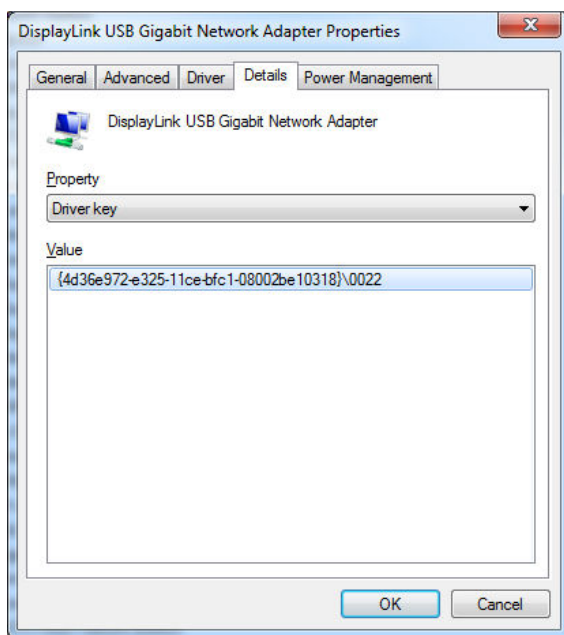 DisplayLink USB Gigabit Network Adapter Properties
General Advanced Driver Details Power Management
DisplayLink USB Gigabit Network Adapter
Property
Driver key
Value
{4d36e972-e325-11ce-bfc1-08002be10318}\0022
OK Cancel